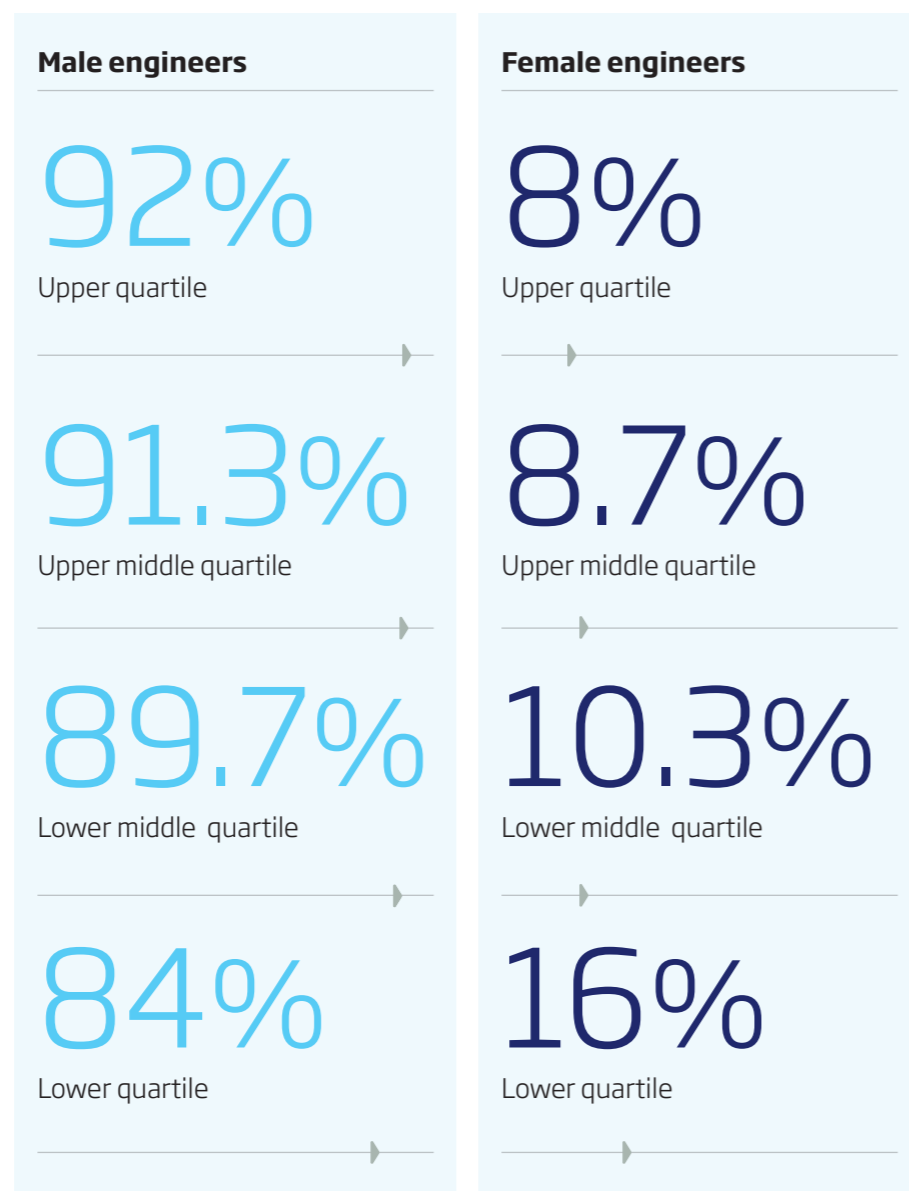 Male engineers
92%
Upper quartile
91.3%
Upper middle quartile
89.7%
Lower middle quartile
84%
Lower quartile
Female engineers
8%
Upper quartile
8.7%
Upper middle quartile
10.3%
Lower middle quartile
16%
Lower quartile